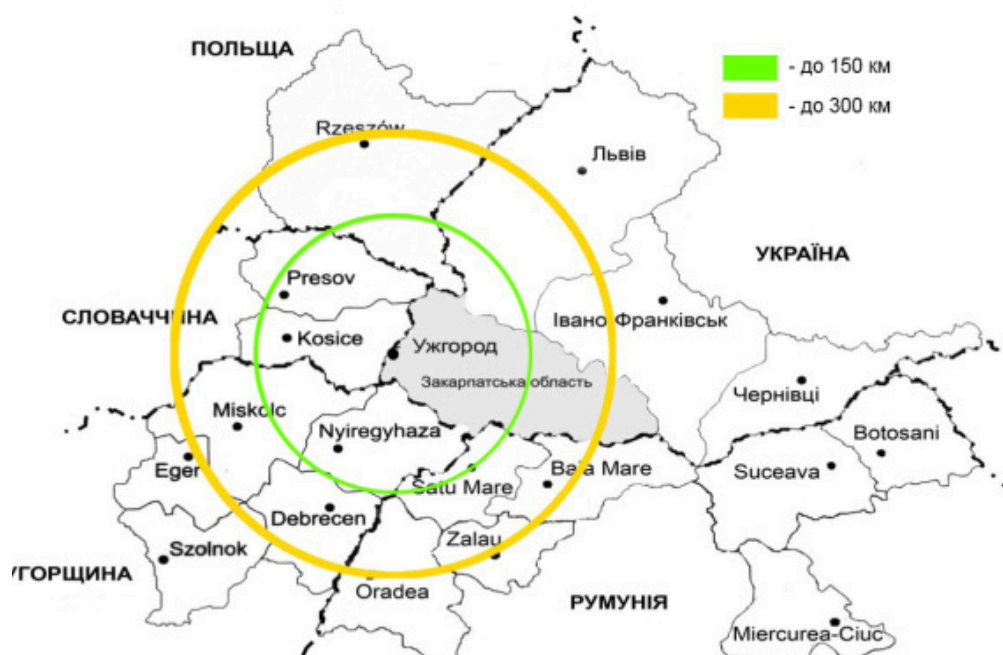 ПОЛЬЩА
- до 150 км
- до 300 км
Rzeszów
Львів
УКРАЇНА
Presov
СЛОВАЧЧИНА
Івано Франківськ
Kosice
Ужгород
Закарпатська область
Чернівці
Miskolc
Nyiregyhaza
Botosani
Eger
Satu Mare
Baia Mare
Suceava
Debrecen
Szolnok
Zalau
УГОРЩИНА
Oradea
РУМУНІЯ
Miercurea-Ciuc